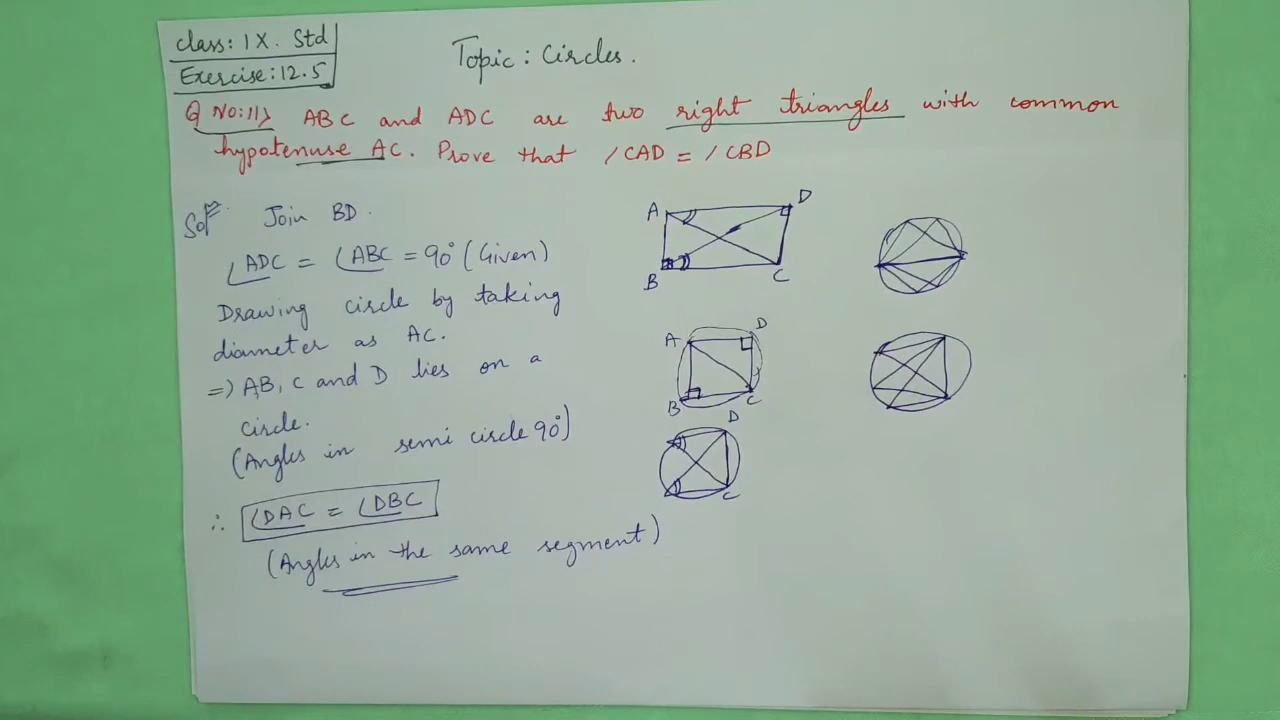 class: IX. Std
Exercise: 12.5
Topic: Circles.
Q No:11) ABC and ADC are two right triangles with common
hypotenuse AC. Prove that ∠CAD = ∠CBD
Sol Join BD.
∠ADC = ∠ABC = 90° (Given)
Drawing circle by taking
diameter as AC.
=) AB, C and D lies on a
circle.
(Angles in semi circle 90°)
∴ ∠DAC = ∠DBC
(Angles in the same segment)
A D
B C
A D
B C
D
C